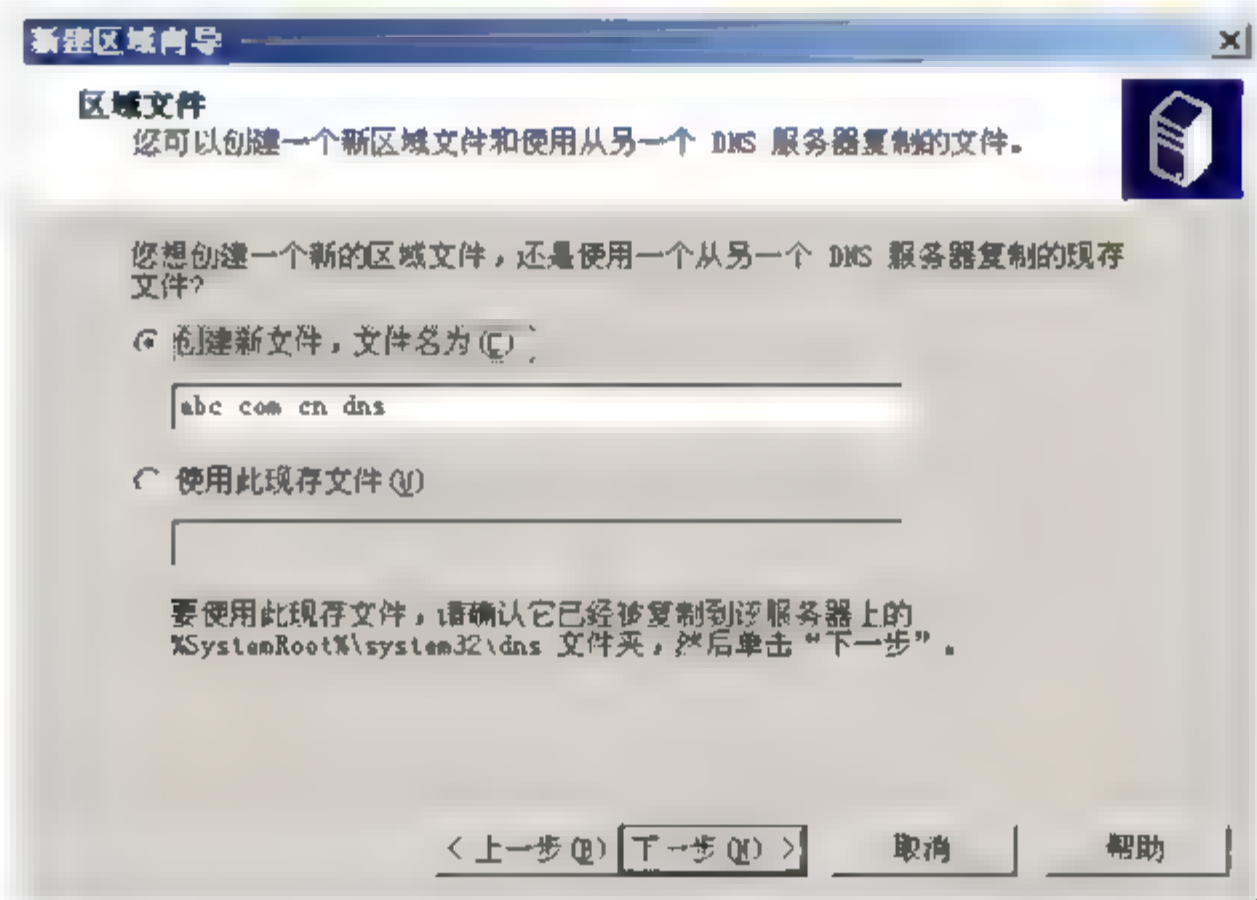 新建区域向导
区域文件
您可以创建一个新区域文件和使用从另一个 DNS 服务器复制的文件。
您想创建一个新的区域文件，还是使用一个从另一个 DNS 服务器复制的现存
文件?
创建新文件，文件名为(C)
abc com cn dns
使用此现存文件(U)
要使用此现存文件，请确认它已经被复制到该服务器上的
%SystemRoot%\system32\dns 文件夹，然后单击“下一步”。
< 上一步(B) 下一步(N) > 取消 帮助